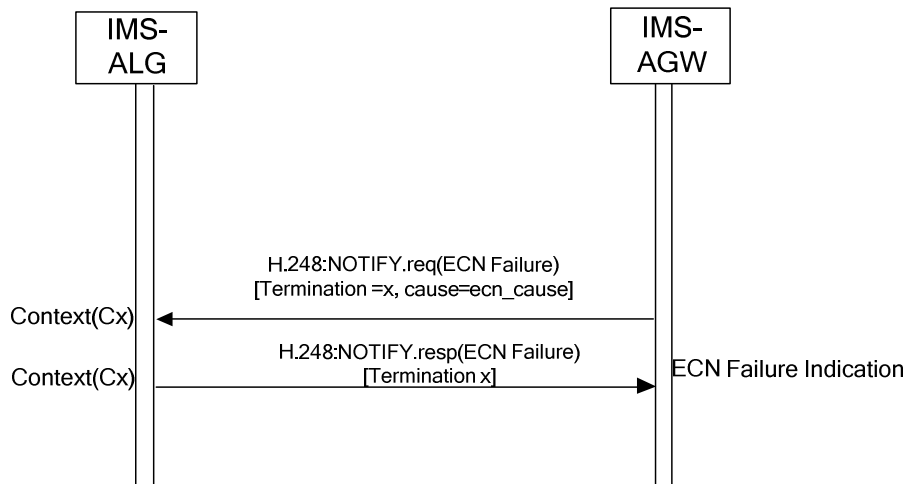 IMS-
ALG
IMS-
AGW
H.248:NOTIFY.req(ECN Failure)
[Termination =x, cause=ecn_cause]
Context(Cx)
H.248:NOTIFY.resp(ECN Failure)
[Termination x]
Context(Cx)
ECN Failure Indication